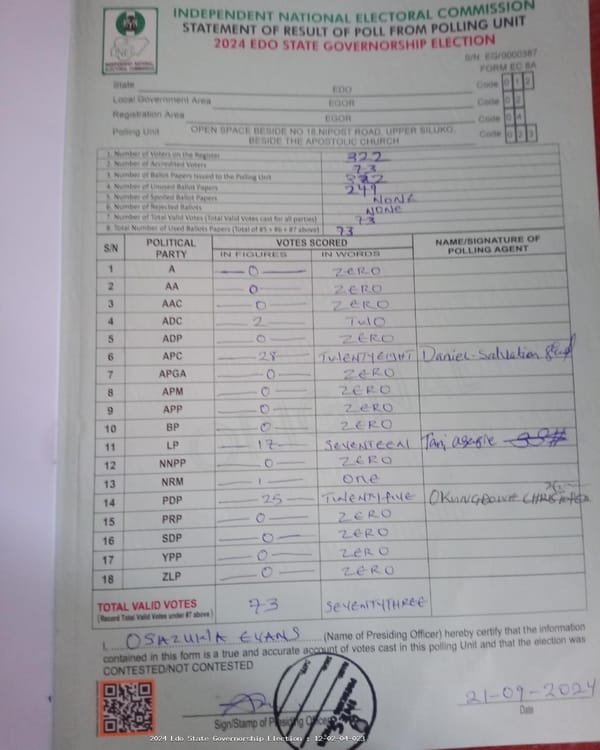 INDEPENDENT NATIONAL ELECTORAL COMMISSION
STATEMENT OF RESULT OF POLL FROM POLLING UNIT
2024 EDO STATE GOVERNORSHIP ELECTION
INEC
INDEPENDENT NATIONAL ELECTORAL COMMISSION
S/N: EG/0000387
FORM EC 8A
State EDO Code 0 1 2
Local Government Area EGOR Code 0 2
Registration Area EGOR Code 0 4
Polling Unit OPEN SPACE BESIDE NO 18,NIPOST ROAD, UPPER SILUKO, BESIDE THE APOSTOLIC CHURCH Code 0 2 3
1. Number of Voters on the Register 322
2. Number of Accredited Voters 73
3. Number of Ballot Papers Issued to the Polling Unit 322
4. Number of Unused Ballot Papers 249
5. Number of Spoiled Ballot Papers NONE
6. Number of Rejected Ballots NONE
7. Number of Total Valid Votes (Total Valid Votes cast for all parties) 73
8. Total Number of Used Ballots Papers (Total of #5 + #6 + #7 above) 73
S/N POLITICAL PARTY VOTES SCORED NAME/SIGNATURE OF POLLING AGENT
IN FIGURES IN WORDS
1 A 0 ZERO
2 AA 0 ZERO
3 AAC 0 ZERO
4 ADC 2 TWO
5 ADP 0 ZERO
6 APC 28 TWENTYEIGHT Daniel Salvation
7 APGA 0 ZERO
8 APM 0 ZERO
9 APP 0 ZERO
10 BP 0 ZERO
11 LP 17 SEVENTEEN
12 NNPP 0 ZERO
13 NRM 1 ONE
14 PDP 25 TWENTYFIVE
15 PRP 0 ZERO
16 SDP 0 ZERO
17 YPP 0 ZERO
18 ZLP 0 ZERO
TOTAL VALID VOTES 73 SEVENTYTHREE
(Record Total Valid Votes under #7 above)
I, OSAZUWA EVANS (Name of Presiding Officer) hereby certify that the information
contained in this form is a true and accurate account of votes cast in this polling Unit and that the election was
CONTESTED/NOT CONTESTED
21-09-2024
Sign/Stamp of Presiding Officer Date
2024 Edo State Governorship Election : 12-02-04-023